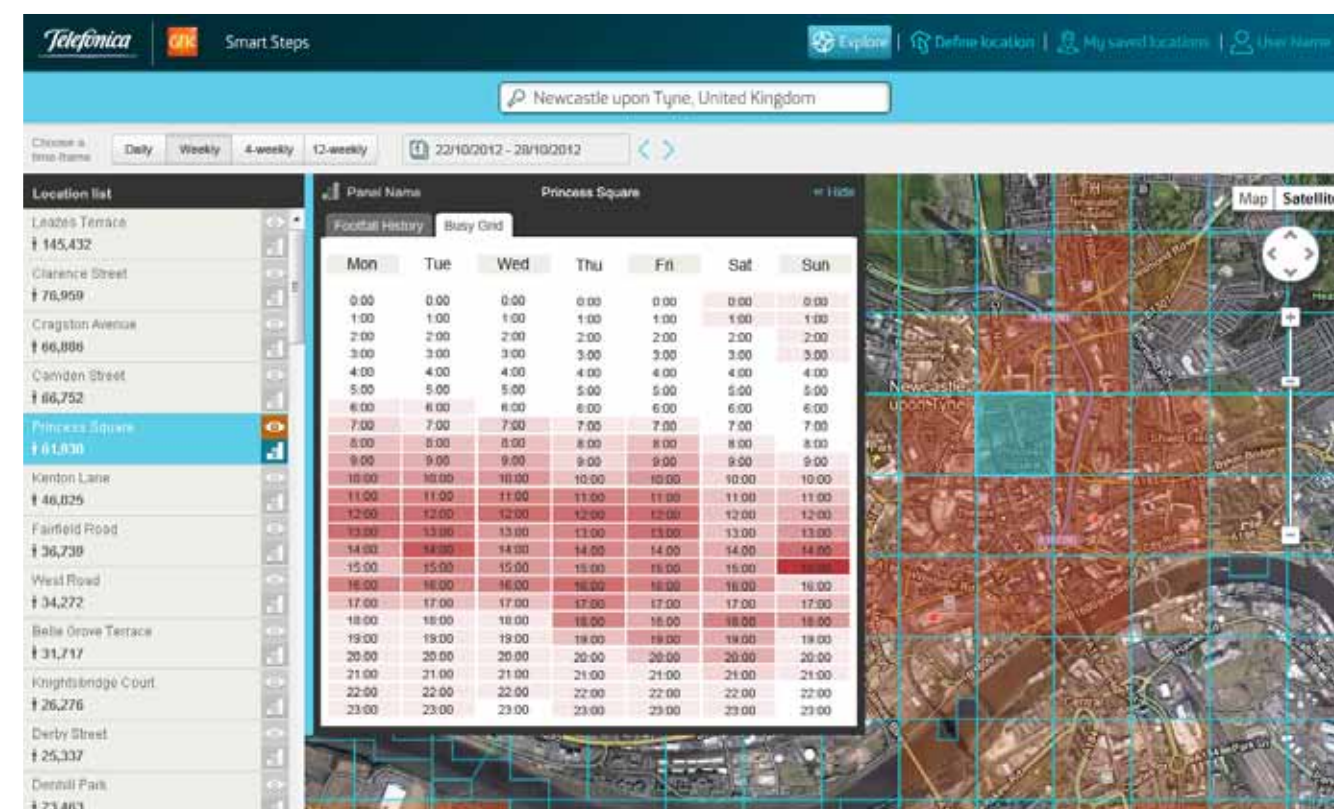 Telefonica GfK Smart Steps Explore | Define location | My saved locations | User Name
Newcastle upon Tyne, United Kingdom
Choose a
time frame
Daily Weekly 4-weekly 12-weekly 22/10/2012 - 28/10/2012
Location list
Leazes Terrace
145,432
Clarence Street
76,959
Cragston Avenue
66,886
Camden Street
66,752
Princess Square
61,930
Kenton Lane
46,025
Fairfield Road
36,739
West Road
34,272
Belle Grove Terrace
31,717
Knightsbridge Court
26,276
Derby Street
25,337
Denhill Park
23,463
Panel Name Princess Square Hide
Footfall History Busy Grid
Mon Tue Wed Thu Fri Sat Sun
0:00 0:00 0:00 0:00 0:00 0:00 0:00
1:00 1:00 1:00 1:00 1:00 1:00 1:00
2:00 2:00 2:00 2:00 2:00 2:00 2:00
3:00 3:00 3:00 3:00 3:00 3:00 3:00
4:00 4:00 4:00 4:00 4:00 4:00 4:00
5:00 5:00 5:00 5:00 5:00 5:00 5:00
6:00 6:00 6:00 6:00 6:00 6:00 6:00
7:00 7:00 7:00 7:00 7:00 7:00 7:00
8:00 8:00 8:00 8:00 8:00 8:00 8:00
9:00 9:00 9:00 9:00 9:00 9:00 9:00
10:00 10:00 10:00 10:00 10:00 10:00 10:00
11:00 11:00 11:00 11:00 11:00 11:00 11:00
12:00 12:00 12:00 12:00 12:00 12:00 12:00
13:00 13:00 13:00 13:00 13:00 13:00 13:00
14:00 14:00 14:00 14:00 14:00 14:00 14:00
15:00 15:00 15:00 15:00 15:00 15:00 15:00
16:00 16:00 16:00 16:00 16:00 16:00 16:00
17:00 17:00 17:00 17:00 17:00 17:00 17:00
18:00 18:00 18:00 18:00 18:00 18:00 18:00
19:00 19:00 19:00 19:00 19:00 19:00 19:00
20:00 20:00 20:00 20:00 20:00 20:00 20:00
21:00 21:00 21:00 21:00 21:00 21:00 21:00
22:00 22:00 22:00 22:00 22:00 22:00 22:00
23:00 23:00 23:00 23:00 23:00 23:00 23:00
Map Satellite
Newcastle
upon Tyne
Shield Field
Byker Bridge